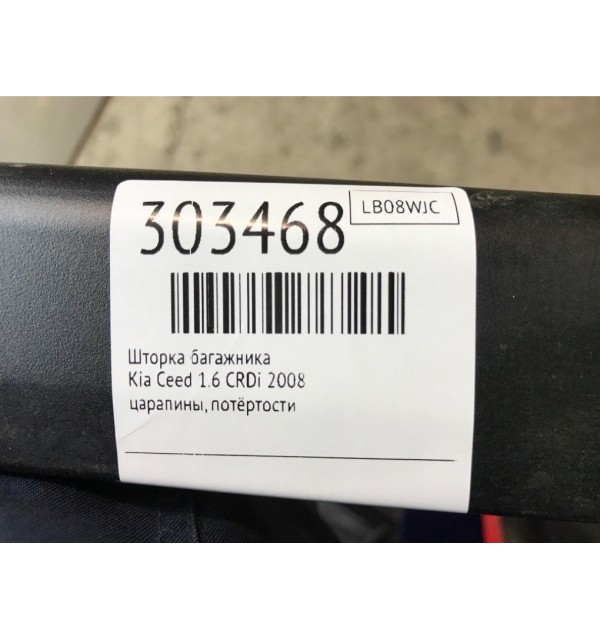 303468
LB08WJC
Шторка багажника
Kia Ceed 1.6 CRDi 2008
царапины, потёртости